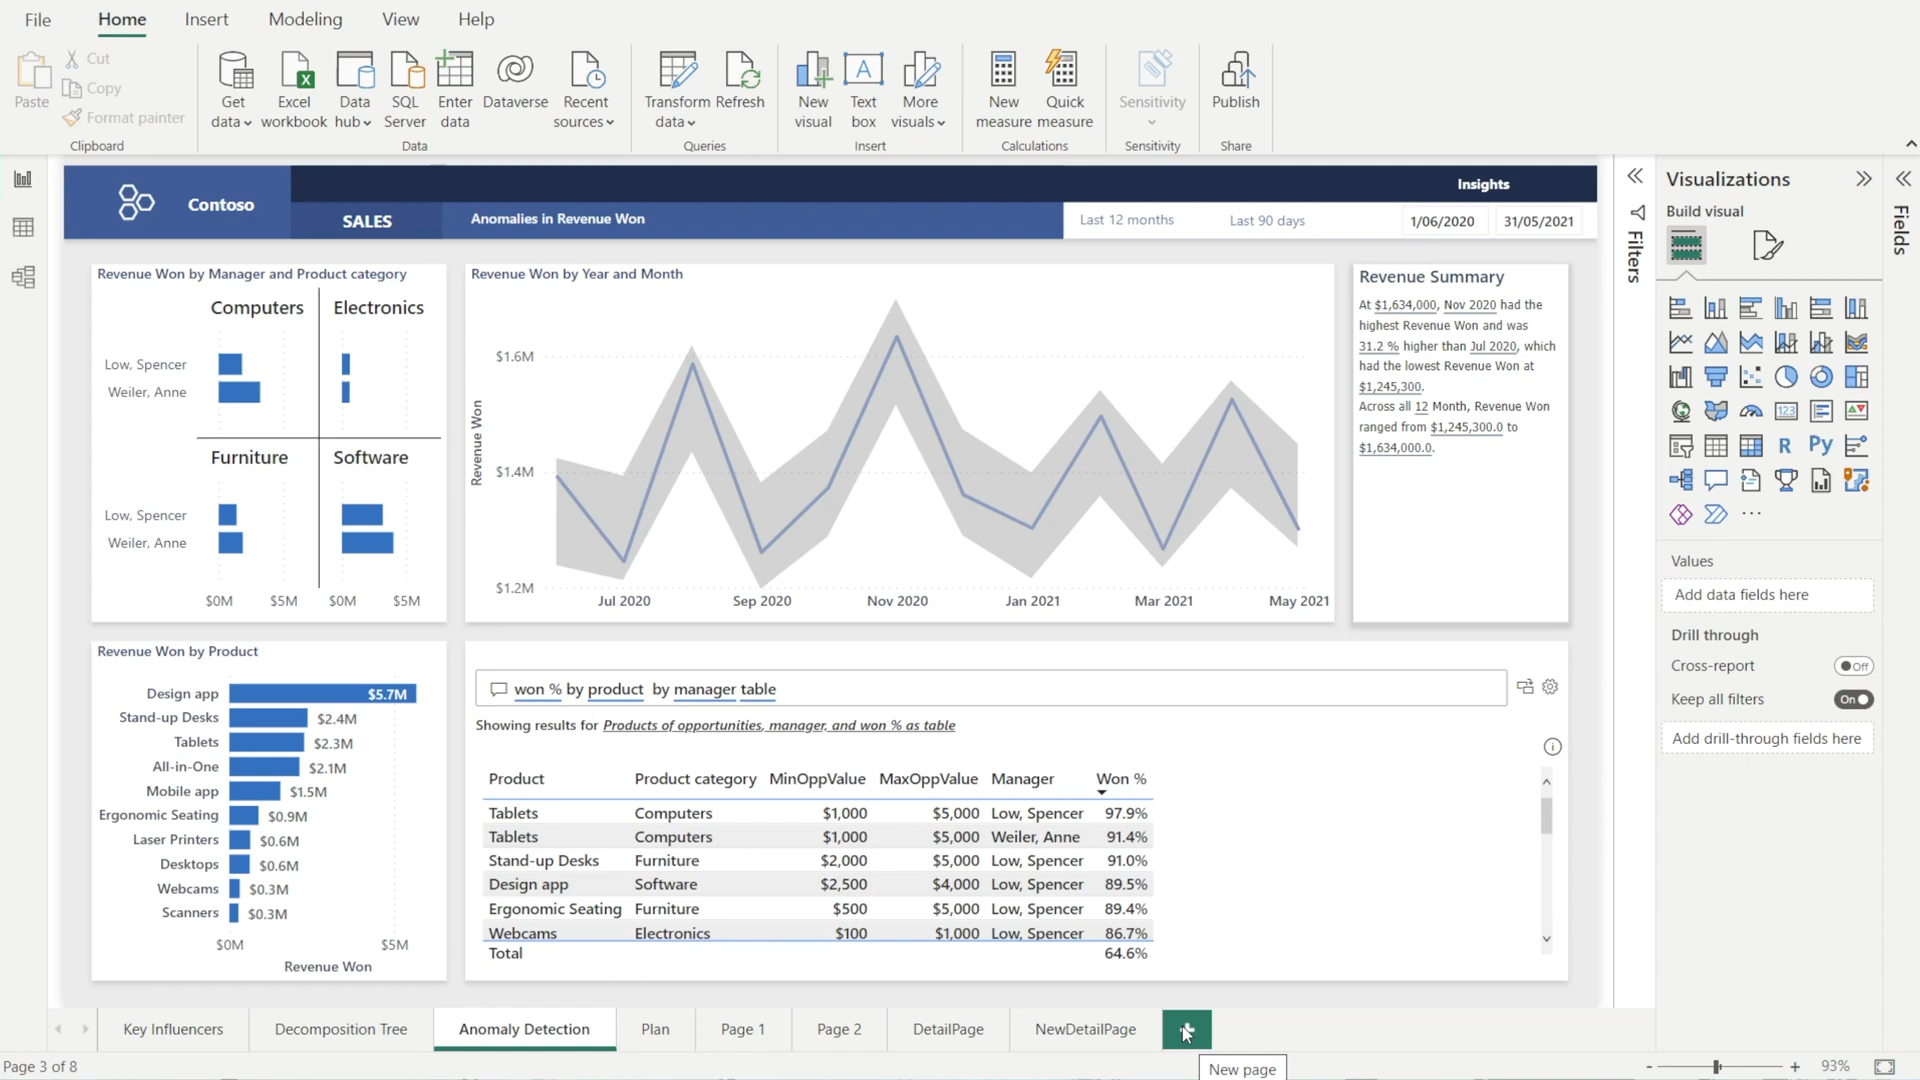 File Home Insert Modeling View Help
Paste
Cut
Copy
Format painter
Clipboard
Get data
Excel workbook
Data hub
SQL Server
Enter data
Dataverse
Recent sources
Data
Transform data
Refresh
Queries
New visual
Text box
More visuals
Insert
New measure
Quick measure
Calculations
Sensitivity
Sensitivity
Publish
Share
Contoso
Insights
SALES
Anomalies in Revenue Won
Last 12 months
Last 90 days
1/06/2020
31/05/2021
Revenue Won by Manager and Product category
Computers Electronics
Low, Spencer
Weiler, Anne
Furniture Software
Low, Spencer
Weiler, Anne
$0M $5M $0M $5M
Revenue Won by Year and Month
Revenue Won
$1.6M
$1.4M
$1.2M
Jul 2020 Sep 2020 Nov 2020 Jan 2021 Mar 2021 May 2021
Revenue Summary
At $1,634,000, Nov 2020 had the
highest Revenue Won and was
31.2 % higher than Jul 2020, which
had the lowest Revenue Won at
$1,245,300.
Across all 12 Month, Revenue Won
ranged from $1,245,300.0 to
$1,634,000.0.
Revenue Won by Product
Design app $5.7M
Stand-up Desks $2.4M
Tablets $2.3M
All-in-One $2.1M
Mobile app $1.5M
Ergonomic Seating $0.9M
Laser Printers $0.6M
Desktops $0.6M
Webcams $0.3M
Scanners $0.3M
$0M $5M
Revenue Won
won % by product by manager table
Showing results for Products of opportunities, manager, and won % as table
Product Product category MinOppValue MaxOppValue Manager Won %
Tablets Computers $1,000 $5,000 Low, Spencer 97.9%
Tablets Computers $1,000 $5,000 Weiler, Anne 91.4%
Stand-up Desks Furniture $2,000 $5,000 Low, Spencer 91.0%
Design app Software $2,500 $4,000 Low, Spencer 89.5%
Ergonomic Seating Furniture $500 $5,000 Low, Spencer 89.4%
Webcams Electronics $100 $1,000 Low, Spencer 86.7%
Total 64.6%
Filters
Visualizations
Build visual
123
R
Py
Values
Add data fields here
Drill through
Cross-report Off
Keep all filters On
Add drill-through fields here
Fields
Key Influencers Decomposition Tree Anomaly Detection Plan Page 1 Page 2 DetailPage NewDetailPage
New page
Page 3 of 8
- + 93%